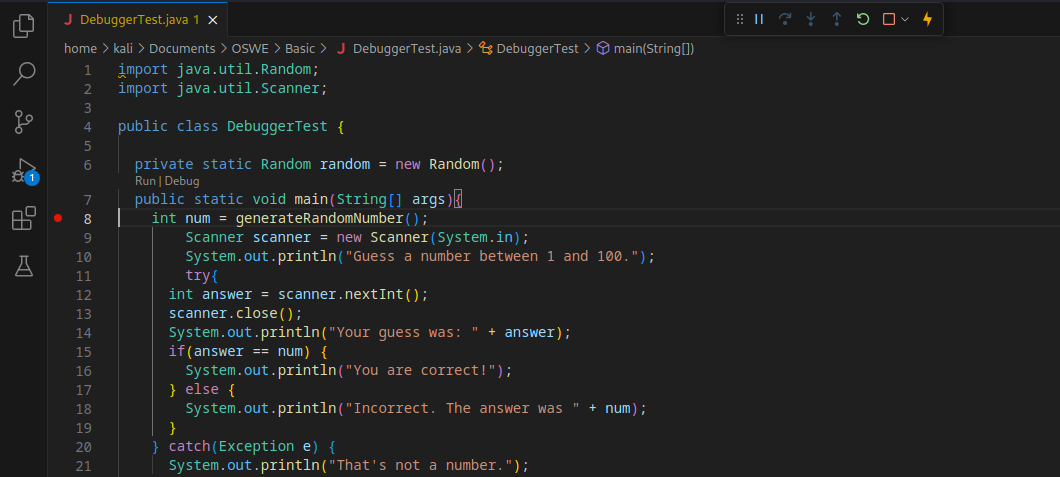 J DebuggerTest.java 1 ×
home > kali > Documents > OSWE > Basic > J DebuggerTest.java > DebuggerTest > main(String[])
1 import java.util.Random;
2 import java.util.Scanner;
3
4 public class DebuggerTest {
5
6 private static Random random = new Random();
Run | Debug
7 public static void main(String[] args){
8 int num = generateRandomNumber();
9 Scanner scanner = new Scanner(System.in);
10 System.out.println("Guess a number between 1 and 100.");
11 try{
12 int answer = scanner.nextInt();
13 scanner.close();
14 System.out.println("Your guess was: " + answer);
15 if(answer == num) {
16 System.out.println("You are correct!");
17 } else {
18 System.out.println("Incorrect. The answer was " + num);
19 }
20 } catch(Exception e) {
21 System.out.println("That's not a number.");
1